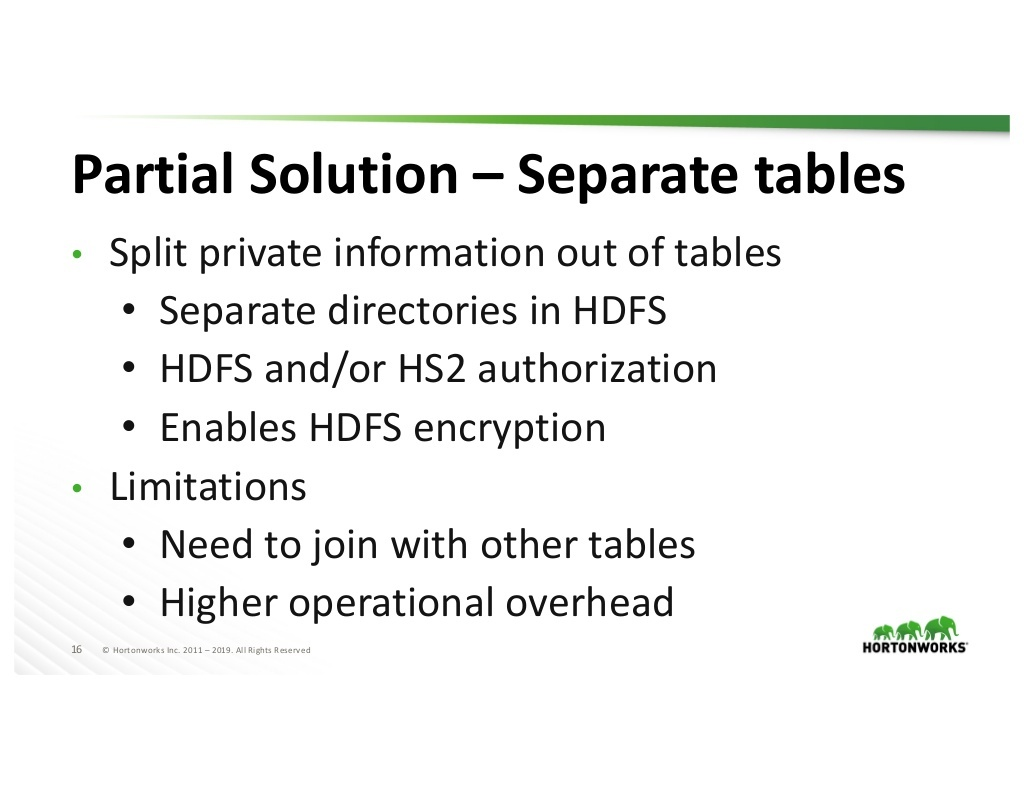 Partial Solution – Separate tables
• Split private information out of tables
• Separate directories in HDFS
• HDFS and/or HS2 authorization
• Enables HDFS encryption
• Limitations
• Need to join with other tables
• Higher operational overhead
16 © Hortonworks Inc. 2011 – 2019. All Rights Reserved
HORTONWORKS